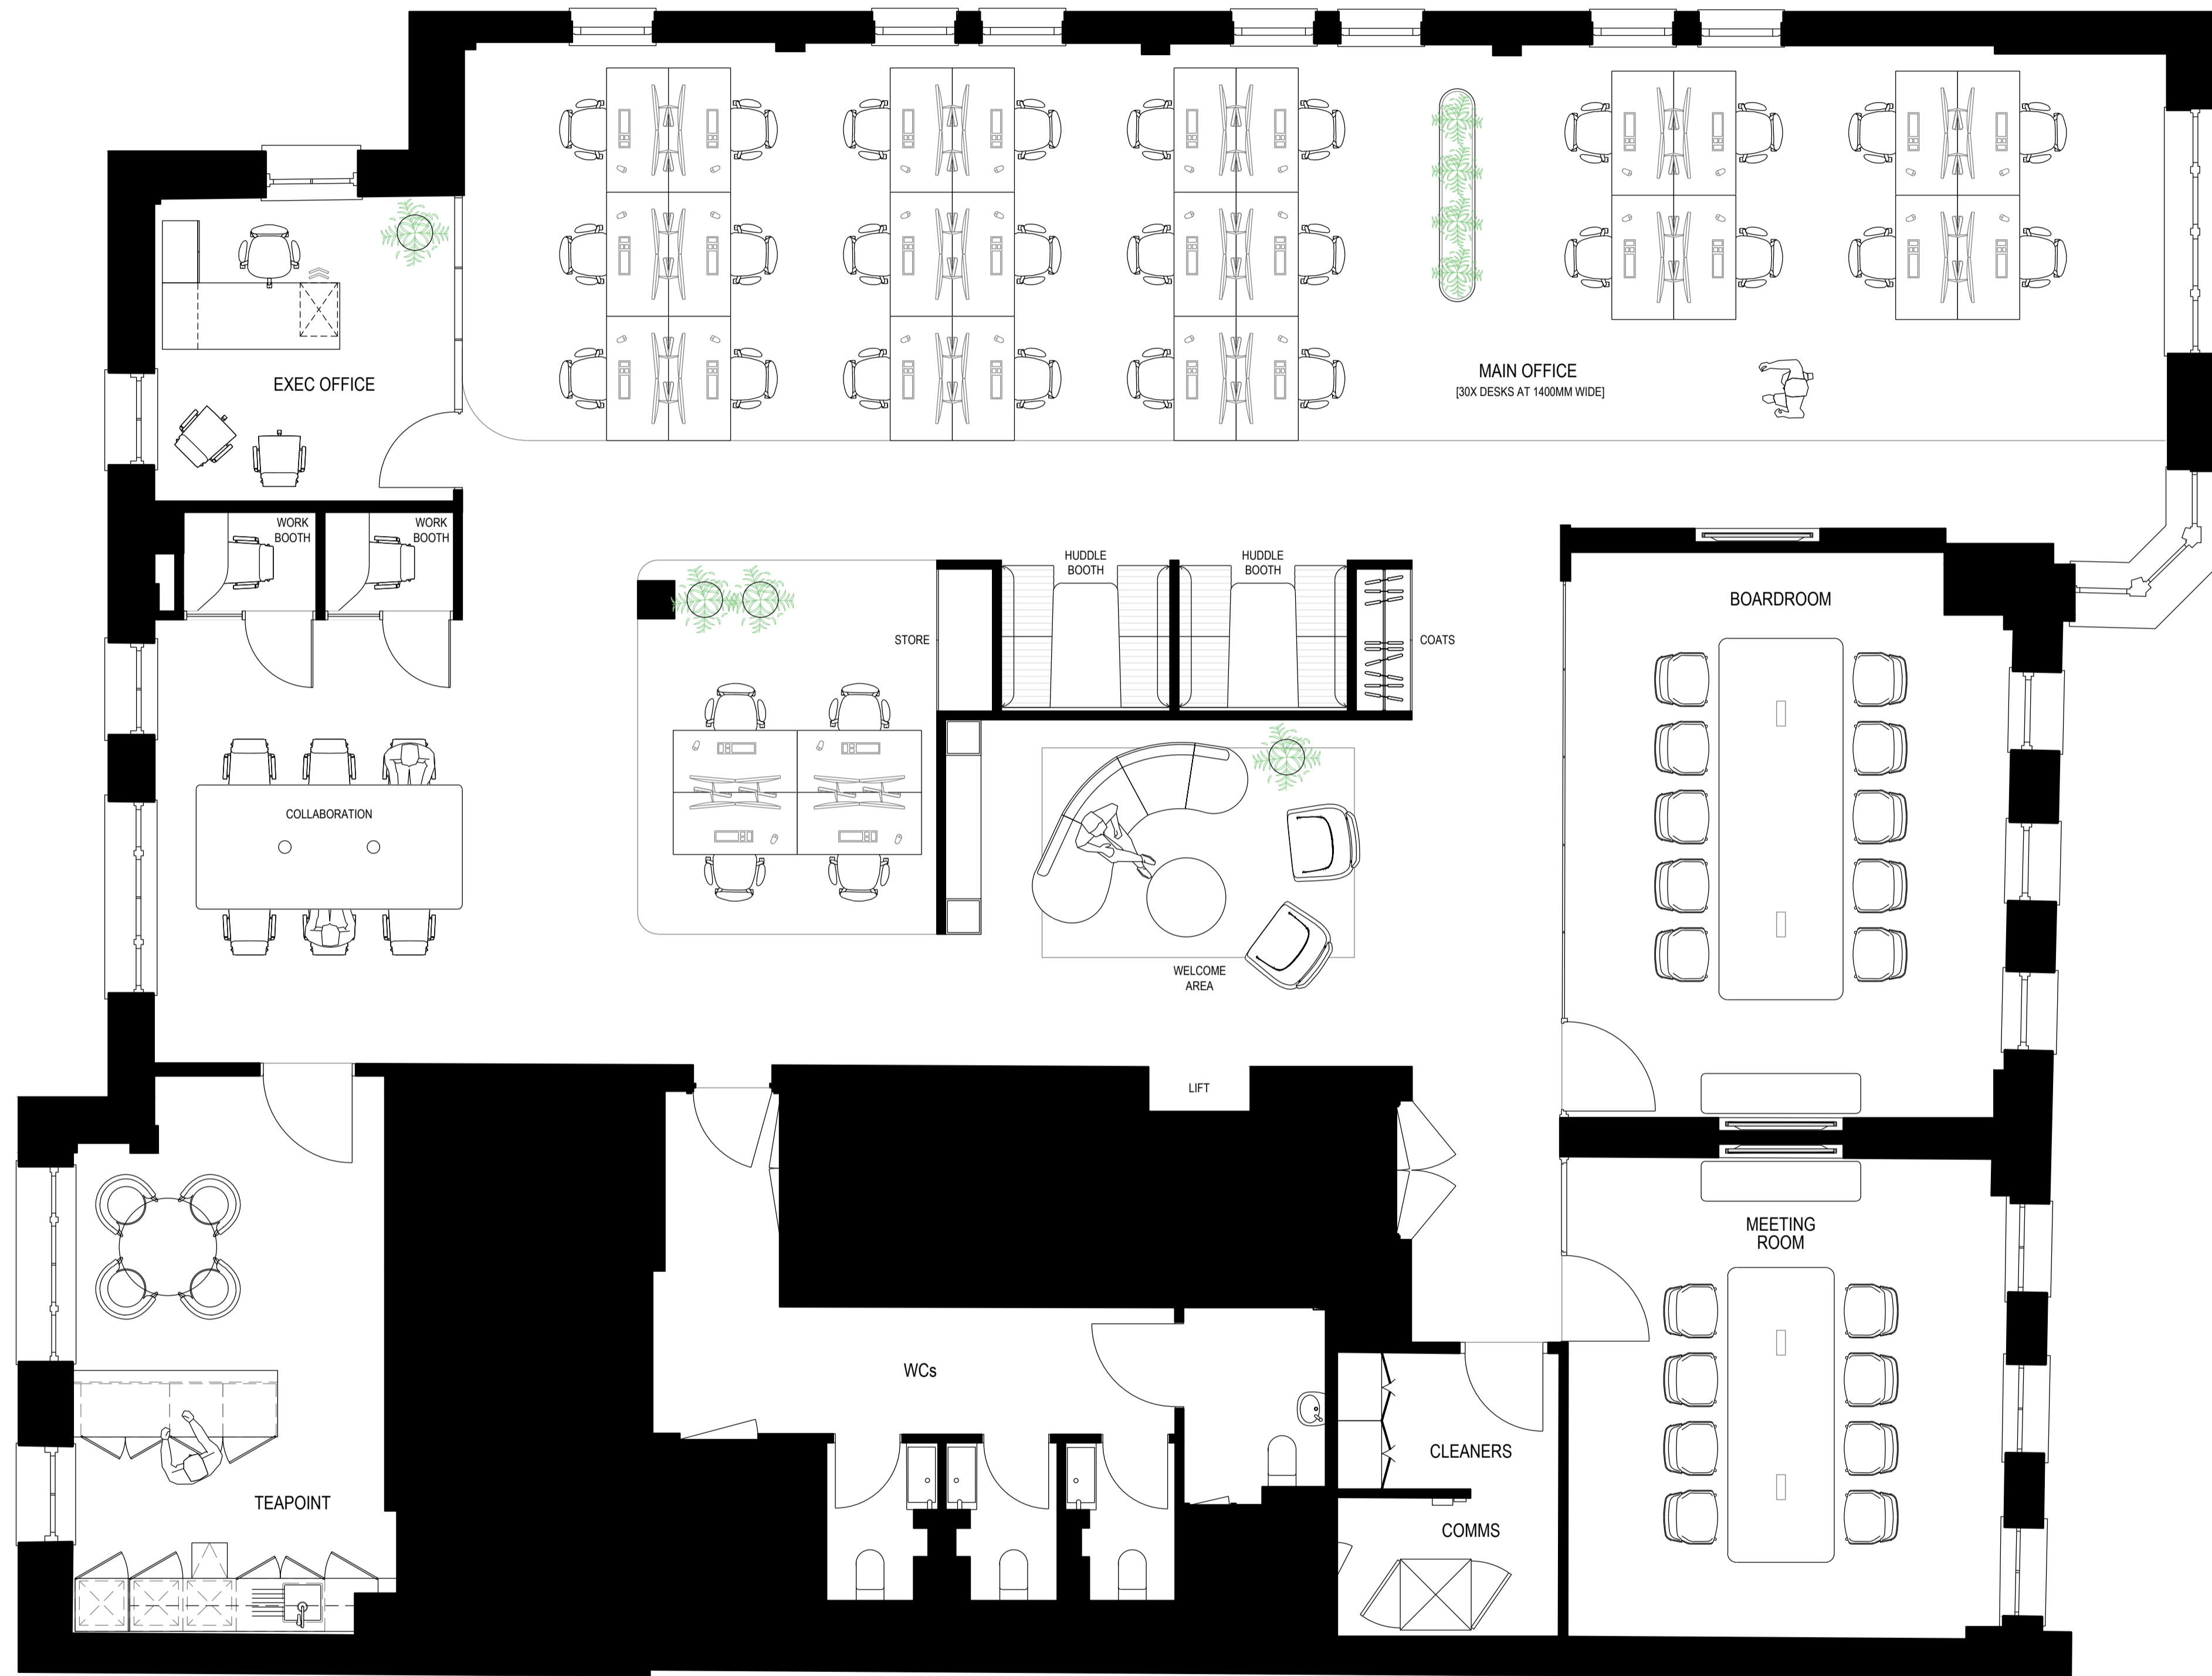 EXEC OFFICE
MAIN OFFICE
[30X DESKS AT 1400MM WIDE]
WORK
BOOTH
WORK
BOOTH
HUDDLE
BOOTH
HUDDLE
BOOTH
STORE
COATS
BOARDROOM
COLLABORATION
WELCOME
AREA
LIFT
MEETING
ROOM
WCs
CLEANERS
TEAPOINT
COMMS